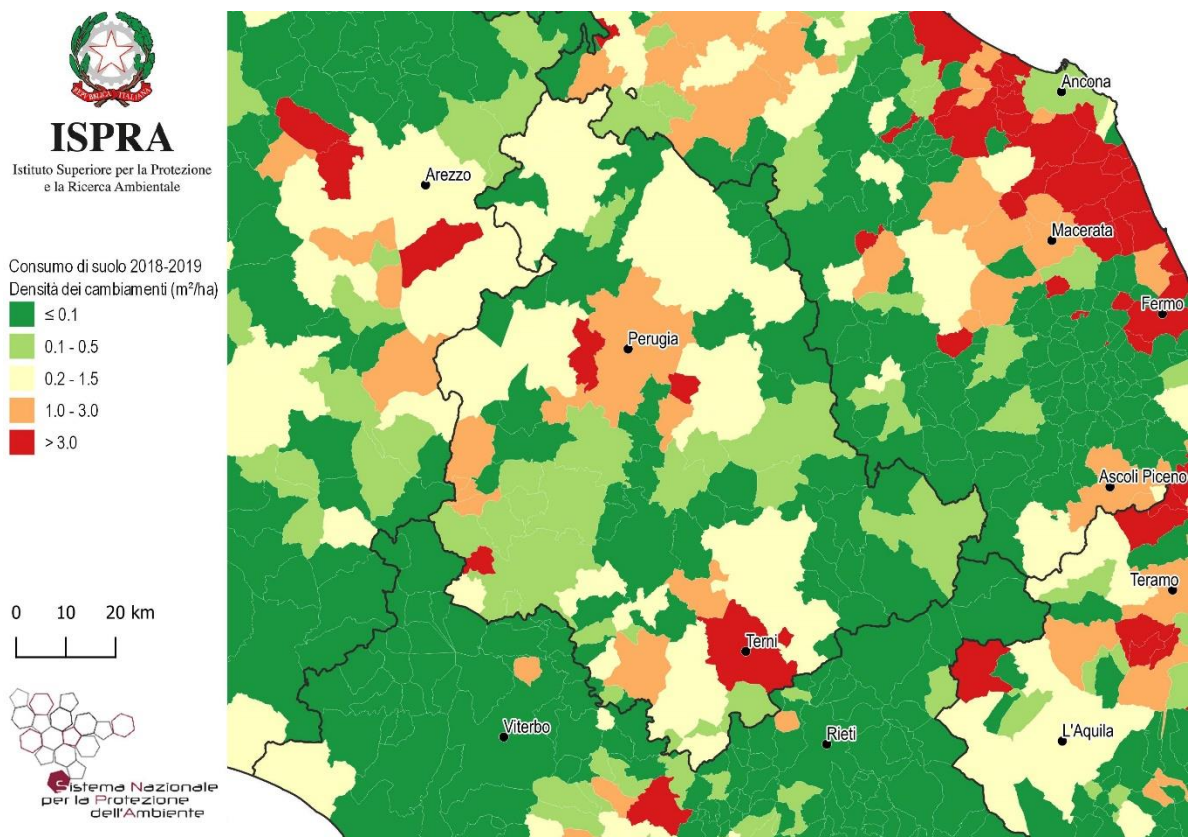 REPVBBLICA ITALIANA
ISPRA
Istituto Superiore per la Protezione
e la Ricerca Ambientale
Consumo di suolo 2018-2019
Densità dei cambiamenti (m²/ha)
≤ 0.1
0.1 - 0.5
0.2 - 1.5
1.0 - 3.0
> 3.0
0 10 20 km
Sistema Nazionale
per la Protezione
dell'Ambiente
Ancona
Arezzo
Macerata
Fermo
Perugia
Ascoli Piceno
Teramo
Terni
Viterbo
Rieti
L'Aquila